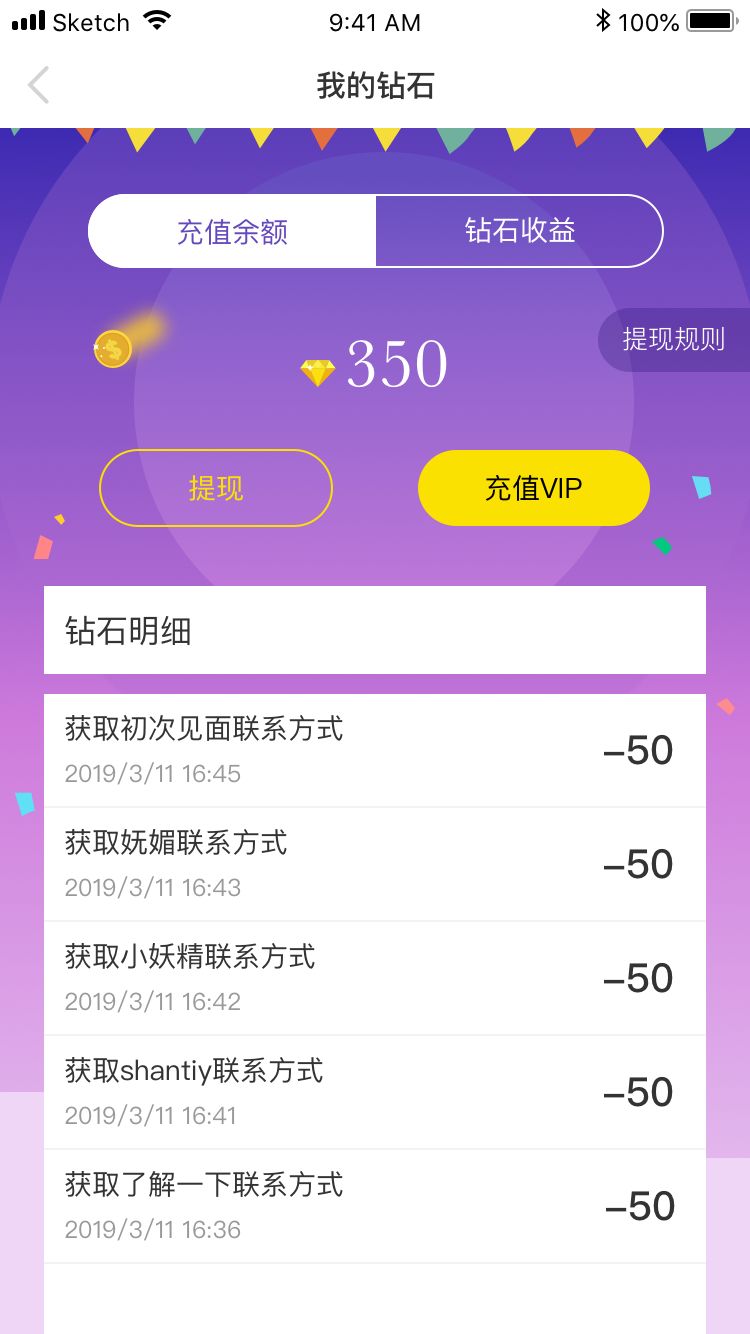 Sketch 9:41 AM 100%
我的钻石
充值余额 钻石收益
350
提现规则
提现 充值VIP
钻石明细
获取初次见面联系方式
–50
2019/3/11 16:45
获取妩媚联系方式
–50
2019/3/11 16:43
获取小妖精联系方式
–50
2019/3/11 16:42
获取shantiy联系方式
–50
2019/3/11 16:41
获取了解一下联系方式
–50
2019/3/11 16:36